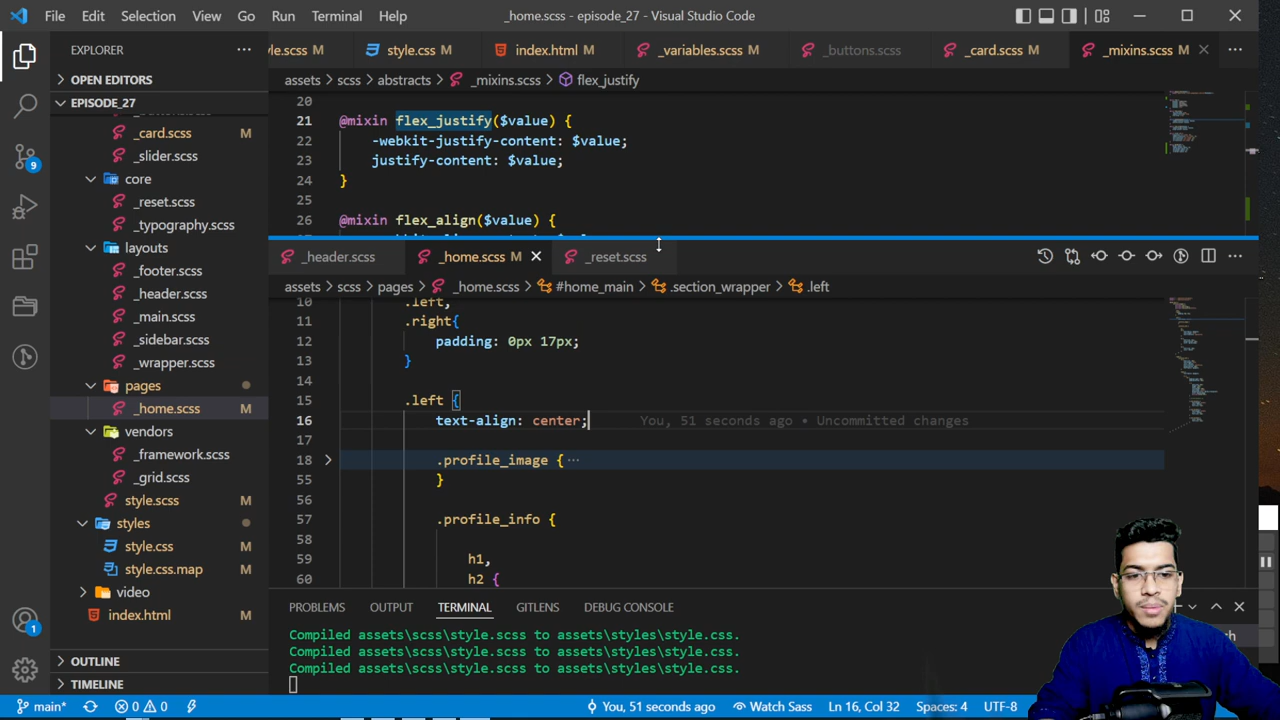 File Edit Selection View Go Run Terminal Help _home.scss - episode_27 - Visual Studio Code
EXPLORER
OPEN EDITORS
EPISODE_27
_card.scss M
_slider.scss
core
_reset.scss
_typography.scss
layouts
_footer.scss
_header.scss
_main.scss
_sidebar.scss
_wrapper.scss
pages
_home.scss M
vendors
_framework.scss
_grid.scss
style.scss M
styles
style.css M
style.css.map M
video
index.html
OUTLINE
TIMELINE
9
1
yle.scss M style.css M index.html M _variables.scss M _buttons.scss _card.scss M _mixins.scss M
assets > scss > abstracts > _mixins.scss > flex_justify
20
21 @mixin flex_justify($value) {
22 -webkit-justify-content: $value;
23 justify-content: $value;
24 }
25
26 @mixin flex_align($value) {
_header.scss _home.scss M _reset.scss
assets > scss > pages > _home.scss > #home_main > .section_wrapper > .left
10 .left,
11 .right{
12 padding: 0px 17px;
13 }
14
15 .left {
16 text-align: center; You, 51 seconds ago • Uncommitted changes
17
18 .profile_image { ...
55 }
56
57 .profile_info {
58
59 h1,
60 h2 {
PROBLEMS OUTPUT TERMINAL GITLENS DEBUG CONSOLE
Compiled assets\scss\style.scss to assets\styles\style.css.
Compiled assets\scss\style.scss to assets\styles\style.css.
Compiled assets\scss\style.scss to assets\styles\style.css.
main* 0 0 You, 51 seconds ago Watch Sass Ln 16, Col 32 Spaces: 4 UTF-8